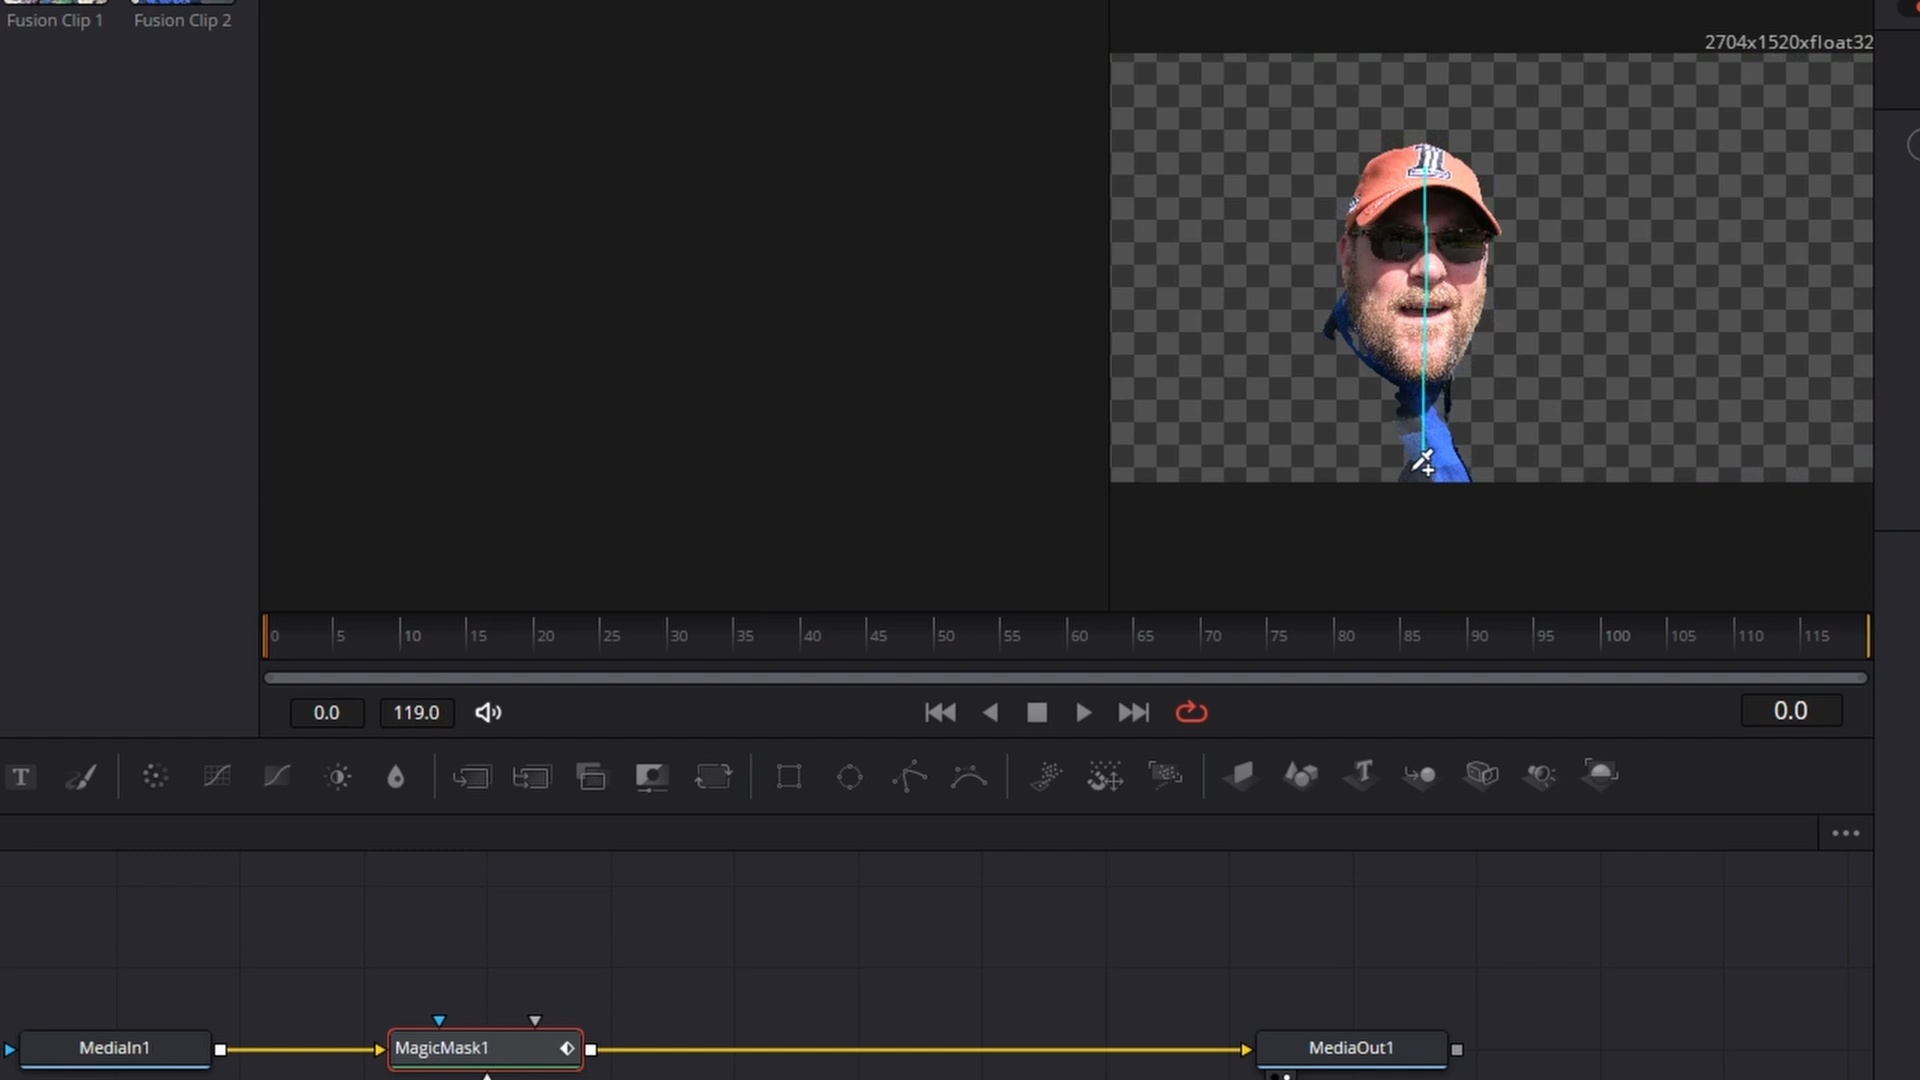 Fusion Clip 1 Fusion Clip 2
2704x1520xfloat32
0 5 10 15 20 25 30 35 40 45 50 55 60 65 70 75 80 85 90 95 100 105 110 115
0.0 119.0 0.0
T
MediaIn1 MagicMask1 MediaOut1